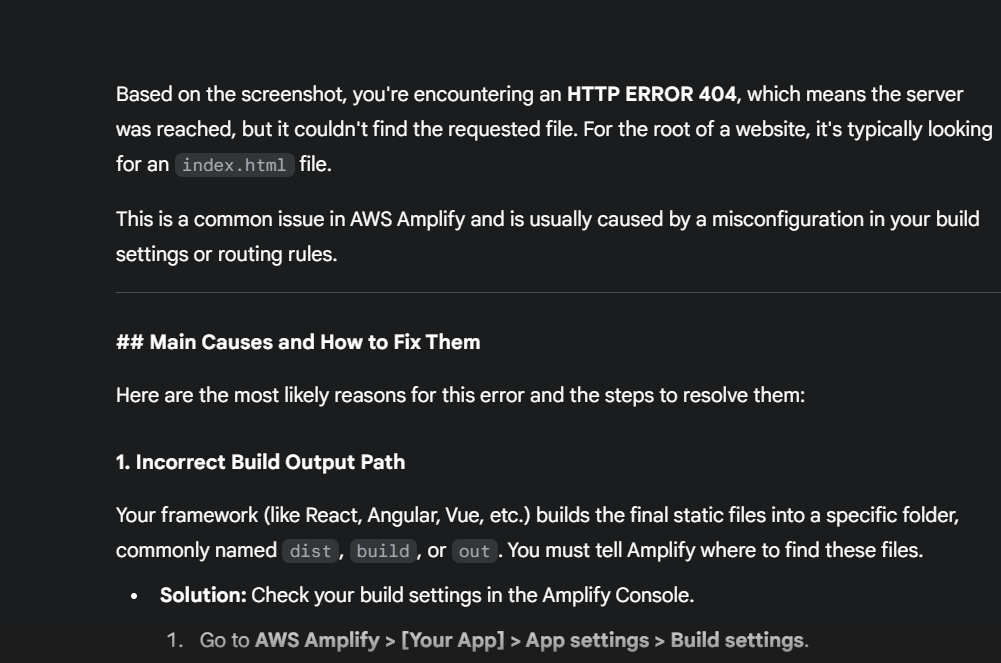 Based on the screenshot, you're encountering an HTTP ERROR 404, which means the server
was reached, but it couldn't find the requested file. For the root of a website, it's typically looking
for an index.html file.
This is a common issue in AWS Amplify and is usually caused by a misconfiguration in your build
settings or routing rules.
## Main Causes and How to Fix Them
Here are the most likely reasons for this error and the steps to resolve them:
1. Incorrect Build Output Path
Your framework (like React, Angular, Vue, etc.) builds the final static files into a specific folder,
commonly named dist, build, or out. You must tell Amplify where to find these files.
• Solution: Check your build settings in the Amplify Console.
1. Go to AWS Amplify > [Your App] > App settings > Build settings.